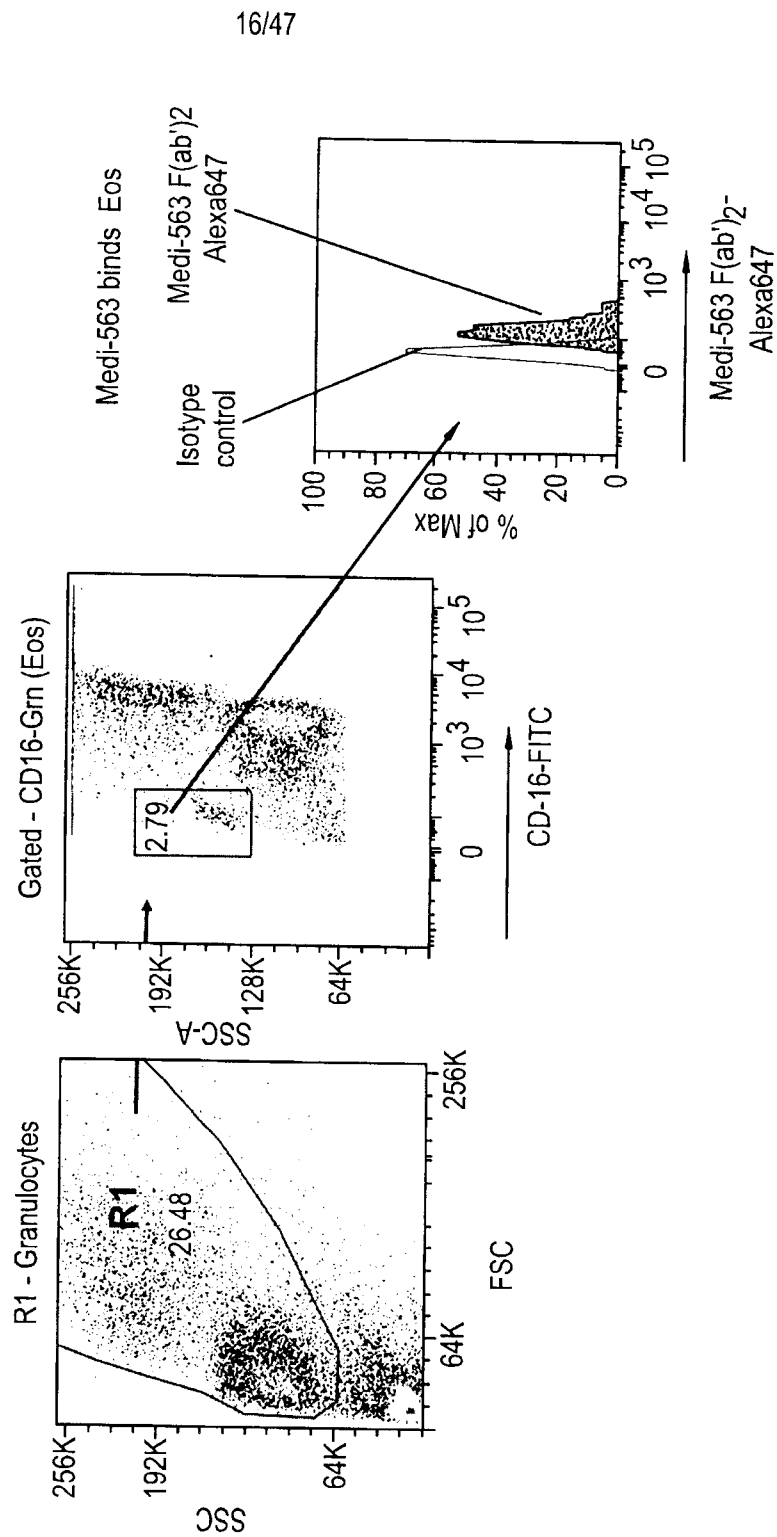 16/47
R1 - Granulocytes
256K
192K
64K
SSC
R1
26.48
64K
256K
FSC
Gated - CD16-Grn (Eos)
256K
192K
128K
64K
SSC-A
2.79
0
10^3
10^4
10^5
CD-16-FITC
Medi-563 binds Eos
Isotype
control
Medi-563 F(ab')2
Alexa647
100
80
60
40
20
0
% of Max
0
10^3
10^4
10^5
Medi-563 F(ab')2-
Alexa647